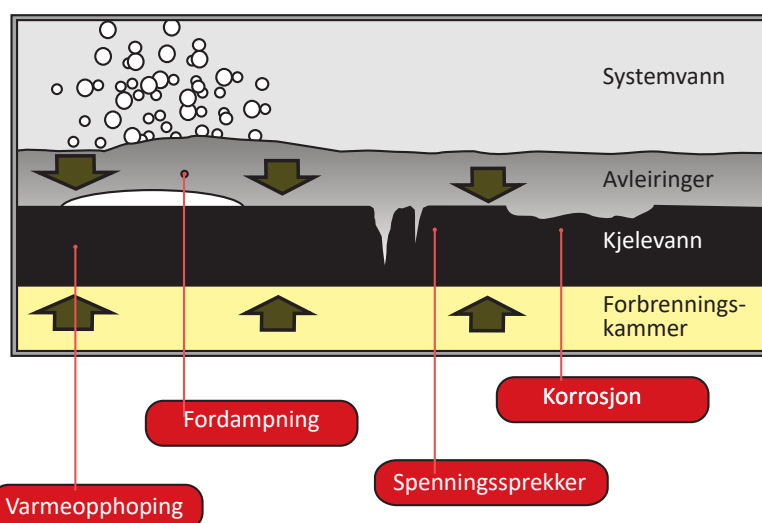 Systemvann
Avleiringer
Kjelevann
Forbrennings-
kammer
Korrosjon
Fordampning
Spenningssprekker
Varmeopphoping